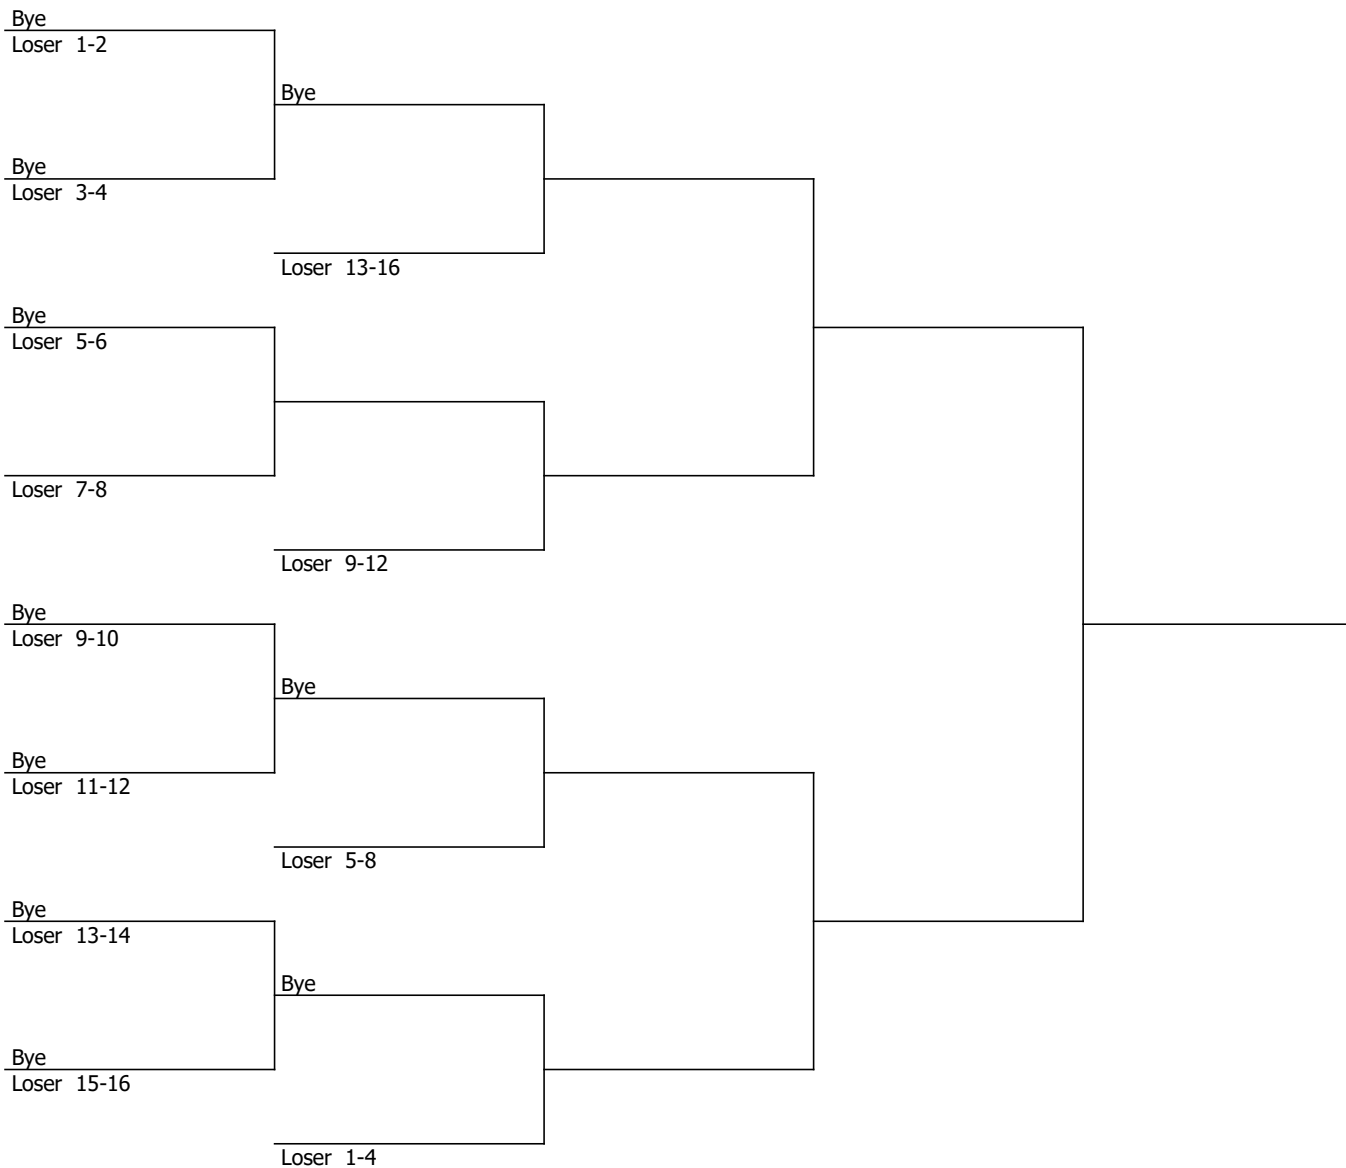 Bye
Loser 1-2
Bye
Bye
Loser 3-4
Loser 13-16
Bye
Loser 5-6
Loser 7-8
Loser 9-12
Bye
Loser 9-10
Bye
Bye
Loser 11-12
Loser 5-8
Bye
Loser 13-14
Bye
Bye
Loser 15-16
Loser 1-4